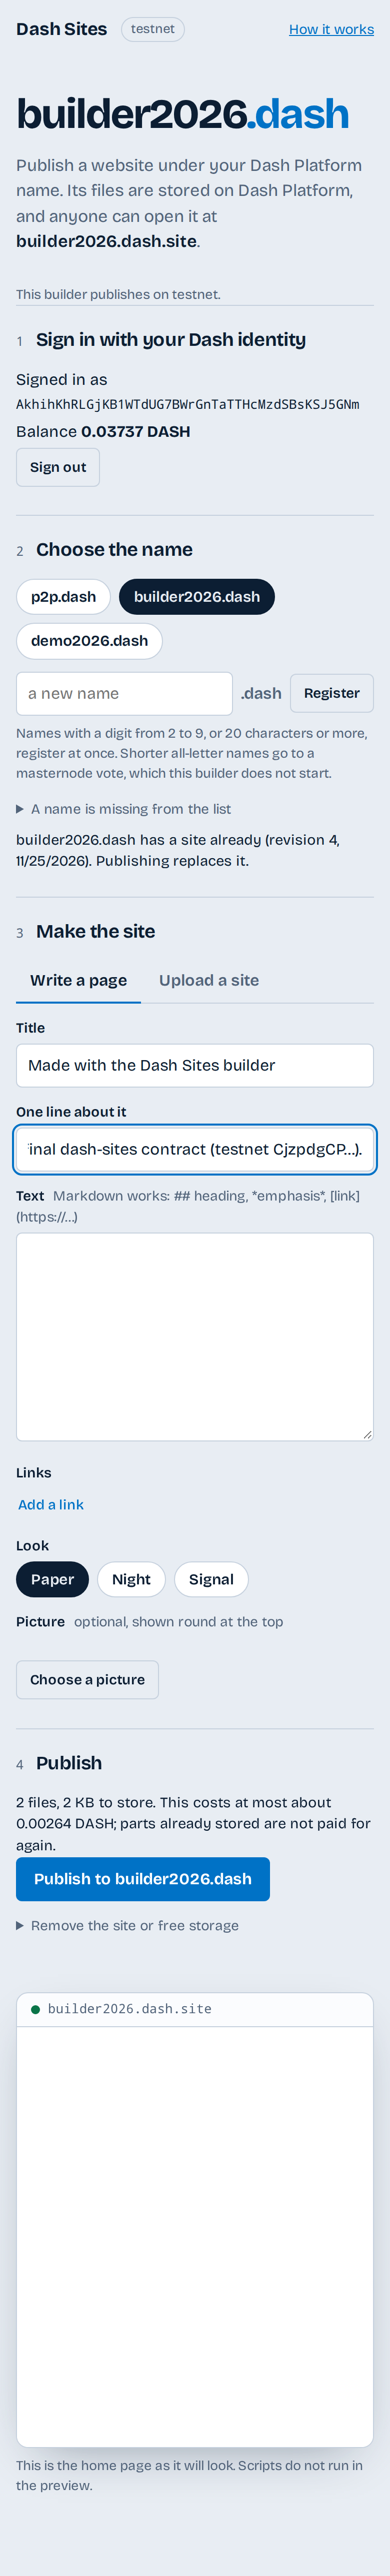 Dash Sites testnet How it works
builder2026.dash
Publish a website under your Dash Platform
name. Its files are stored on Dash Platform,
and anyone can open it at
builder2026.dash.site.
This builder publishes on testnet.
1 Sign in with your Dash identity
Signed in as
AkhihKhRLGjKB1WTdUG7BWrGnTaTTHcMzdSBsKSJ5GNm
Balance 0.03737 DASH
Sign out
2 Choose the name
p2p.dash builder2026.dash
demo2026.dash
a new name .dash Register
Names with a digit from 2 to 9, or 20 characters or more,
register at once. Shorter all-letter names go to a
masternode vote, which this builder does not start.
A name is missing from the list
builder2026.dash has a site already (revision 4,
11/25/2026). Publishing replaces it.
3 Make the site
Write a page Upload a site
Title
Made with the Dash Sites builder
One line about it
inal dash-sites contract (testnet CjzpdgCP…).
Text Markdown works: ## heading, *emphasis*, [link]
(https://…)
Links
Add a link
Look
Paper Night Signal
Picture optional, shown round at the top
Choose a picture
4 Publish
2 files, 2 KB to store. This costs at most about
0.00264 DASH; parts already stored are not paid for
again.
Publish to builder2026.dash
Remove the site or free storage
builder2026.dash.site
This is the home page as it will look. Scripts do not run in
the preview.